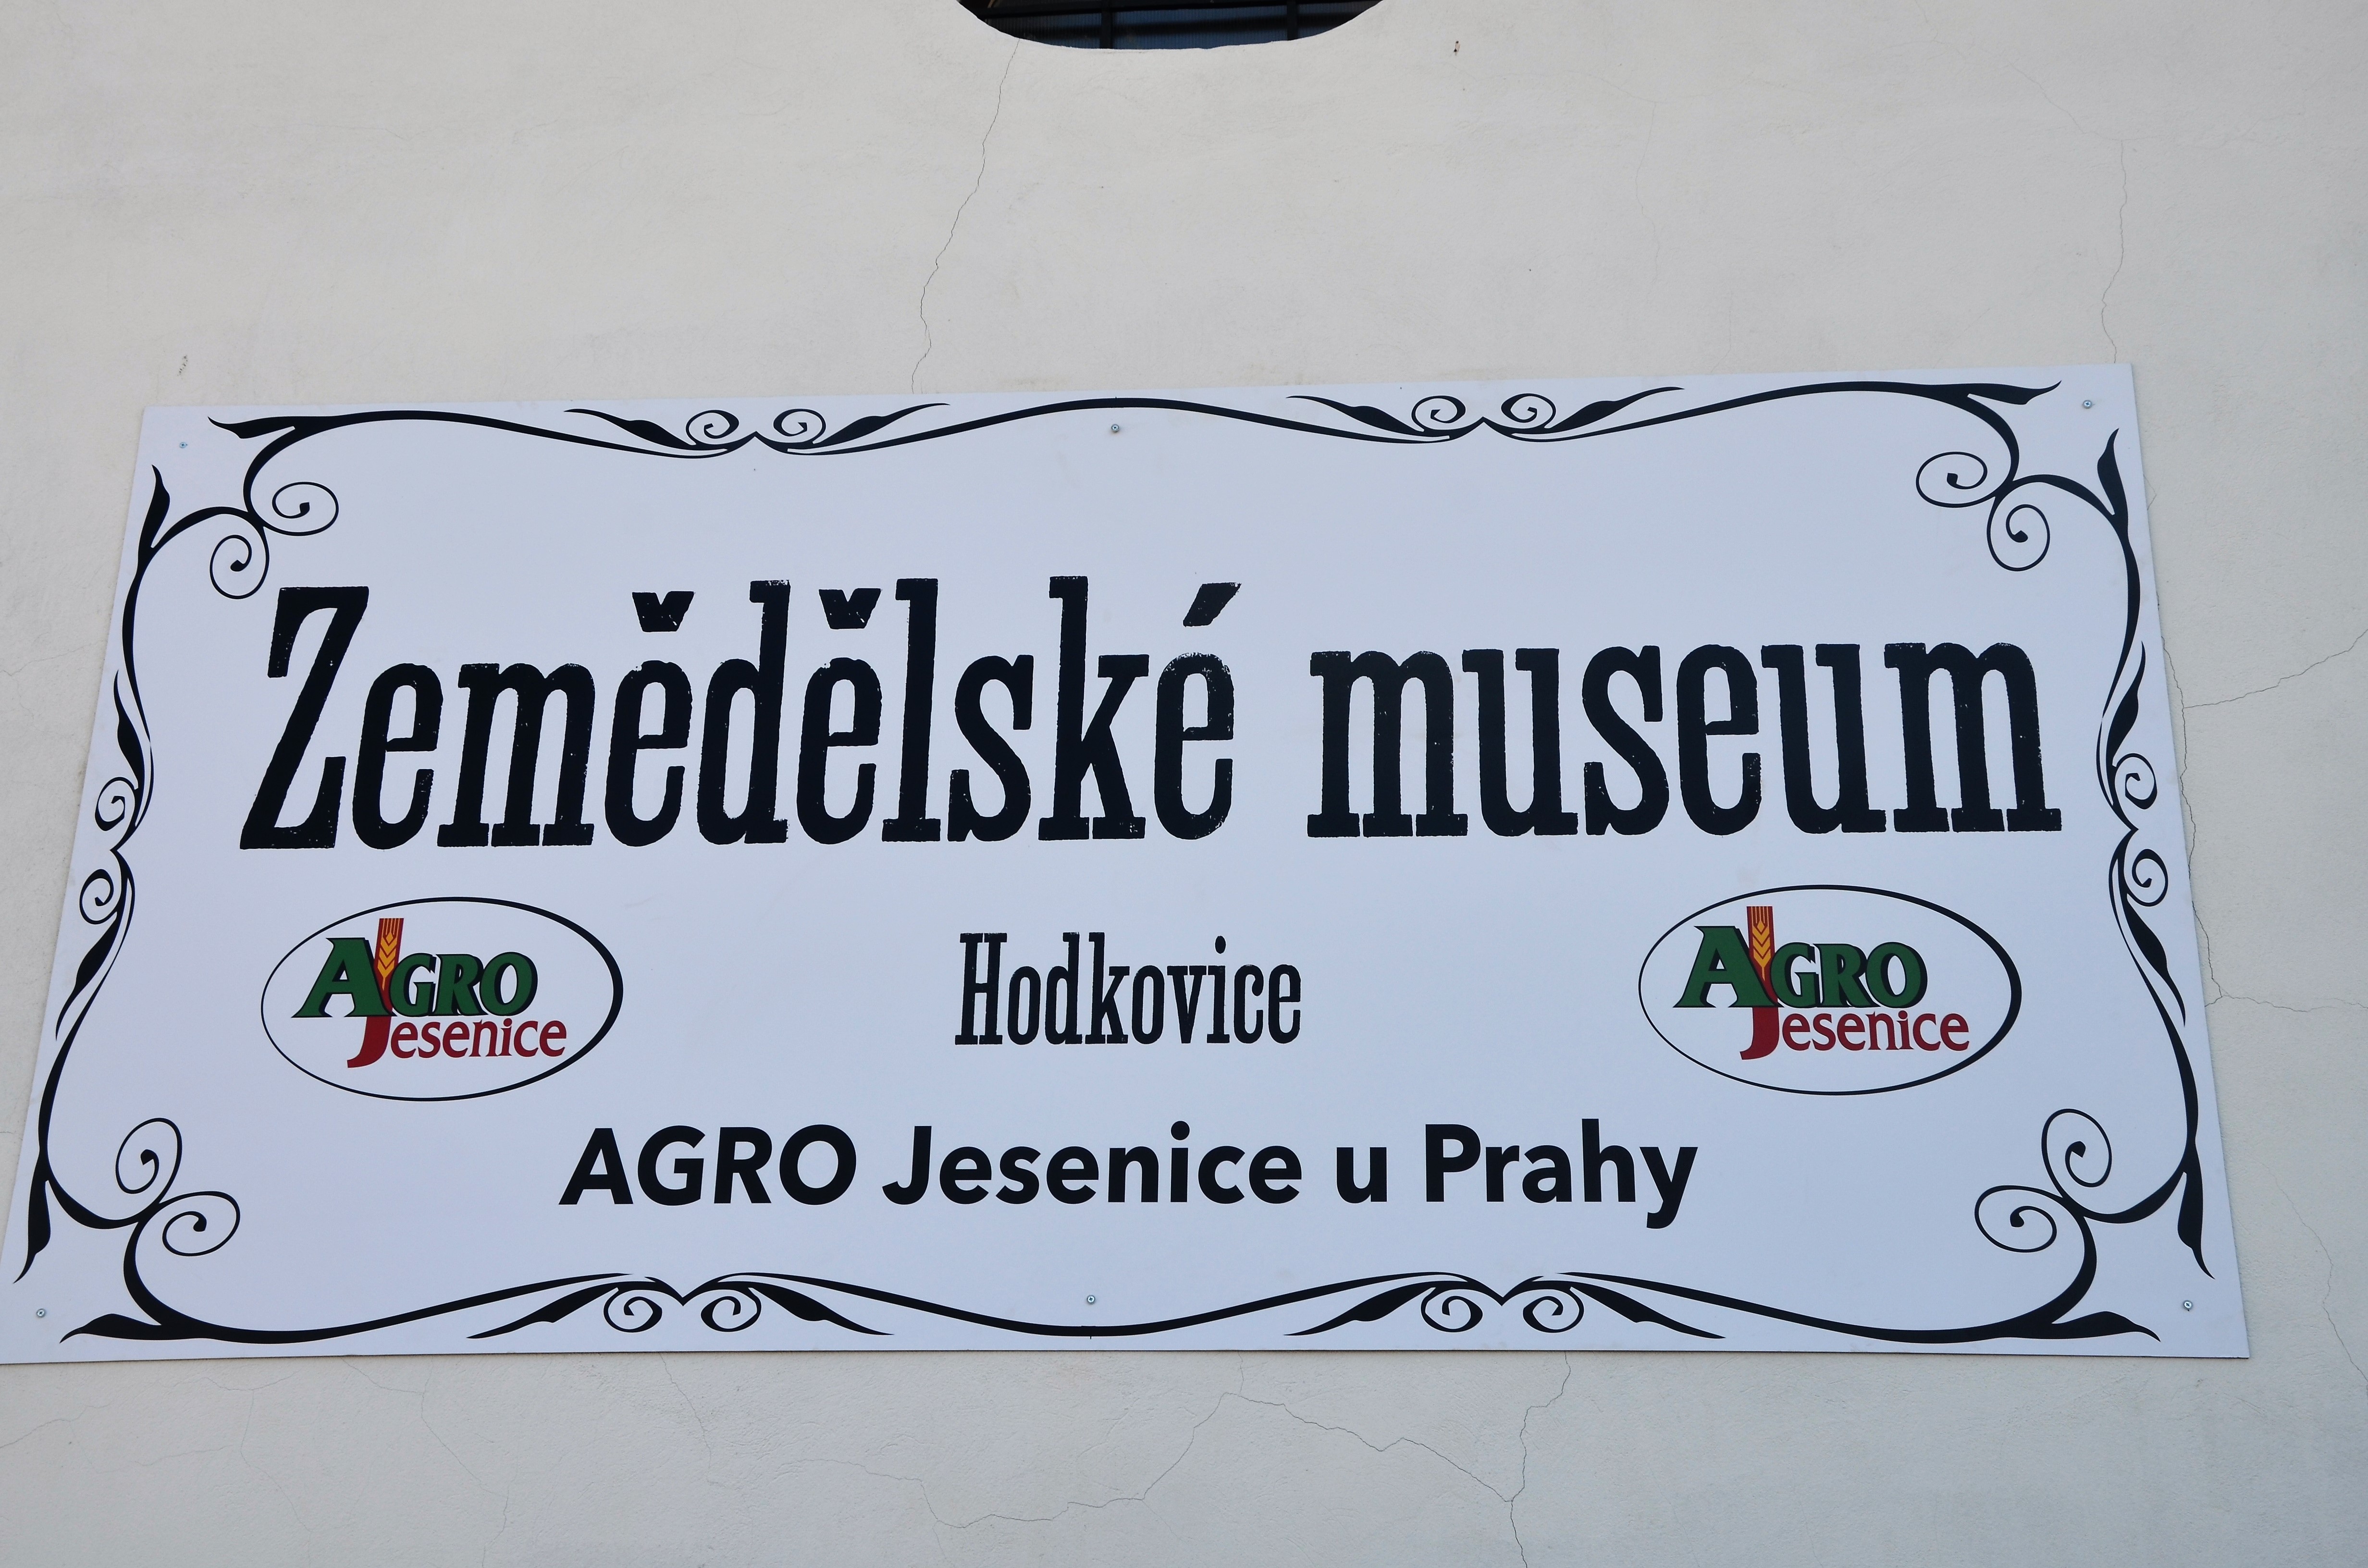 Zemědělské museum
AGRO
Jesenice
Hodkovice
AGRO
Jesenice
AGRO Jesenice u Prahy